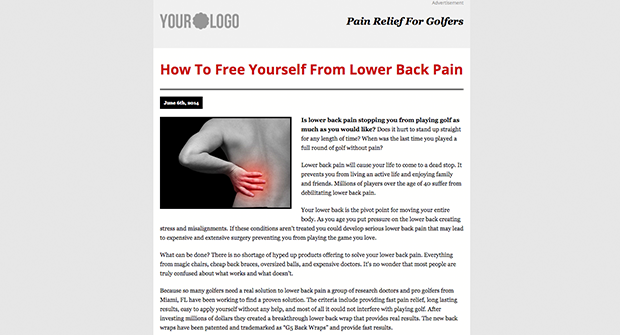 Advertisement
YOUR LOGO
Pain Relief For Golfers
How To Free Yourself From Lower Back Pain
June 6th, 2014
Is lower back pain stopping you from playing golf as
much as you would like? Does it hurt to stand up straight
for any length of time? When was the last time you played a
full round of golf without pain?
Lower back pain will cause your life to come to a dead stop. It
prevents you from living an active life and enjoying family
and friends. Millions of players over the age of 40 suffer from
debilitating lower back pain.
Your lower back is the pivot point for moving your entire
body. As you age you put pressure on the lower back creating
stress and misalignments. If these conditions aren't treated you could develop serious lower back pain that may lead
to expensive and extensive surgery preventing you from playing the game you love.
What can be done? There is no shortage of hyped up products offering to solve your lower back pain. Everything
from magic chairs, cheap back braces, oversized balls, and expensive doctors. It's no wonder that most people are
truly confused about what works and what doesn't.
Because so many golfers need a real solution to lower back pain a group of research doctors and pro golfers from
Miami, FL have been working to find a proven solution. The criteria include providing fast pain relief, long lasting
results, easy to apply yourself without any help, and most of all it could not interfere with playing golf. After
investing millions of dollars they created a breakthrough lower back wrap that provides real results. The new back
wraps have been patented and trademarked as "G5 Back Wraps" and provide fast results.